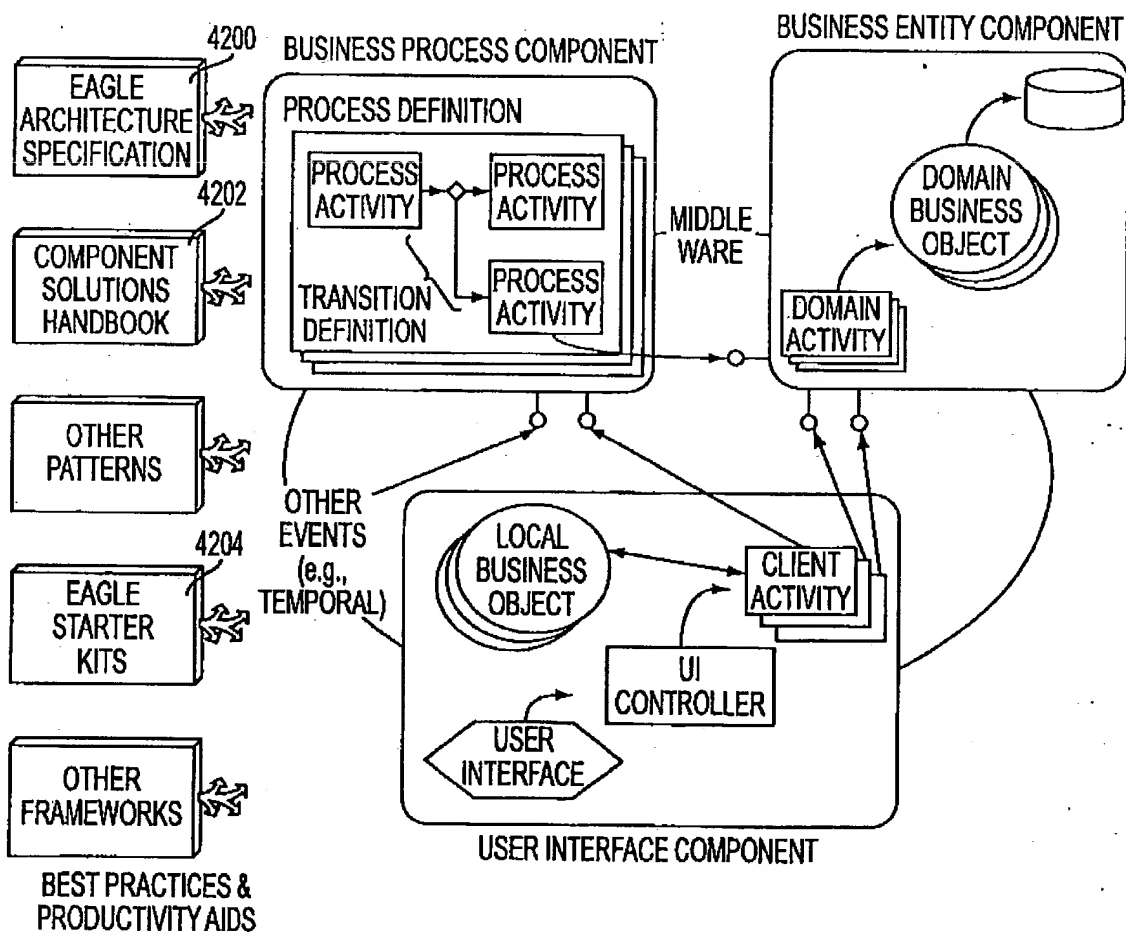 4200
EAGLE
ARCHITECTURE
SPECIFICATION
4202
COMPONENT
SOLUTIONS
HANDBOOK
OTHER
PATTERNS
4204
EAGLE
STARTER
KITS
OTHER
FRAMEWORKS
BEST PRACTICES &
PRODUCTIVITY AIDS
BUSINESS PROCESS COMPONENT
PROCESS DEFINITION
PROCESS
ACTIVITY
PROCESS
ACTIVITY
TRANSITION
DEFINITION
PROCESS
ACTIVITY
MIDDLE
WARE
BUSINESS ENTITY COMPONENT
DOMAIN
BUSINESS
OBJECT
DOMAIN
ACTIVITY
OTHER
EVENTS
(e.g.,
TEMPORAL)
LOCAL
BUSINESS
OBJECT
CLIENT
ACTIVITY
UI
CONTROLLER
USER
INTERFACE
USER INTERFACE COMPONENT